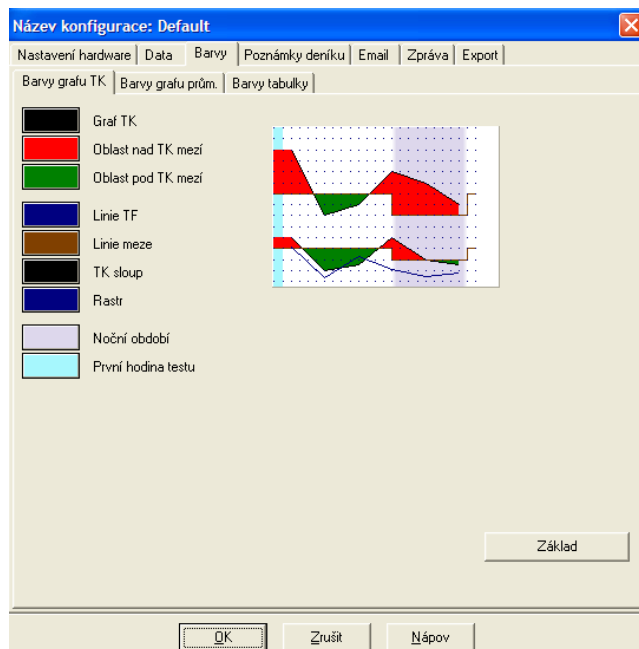 Název konfigurace: Default
Nastavení hardware Data Barvy Poznámky deníku Email Zpráva Export
Barvy grafu TK Barvy grafu prům. Barvy tabulky
Graf TK
Oblast nad TK mezí
Oblast pod TK mezí
Linie TF
Linie meze
TK sloup
Rastr
Noční období
První hodina testu
Základ
OK Zrušit Nápov